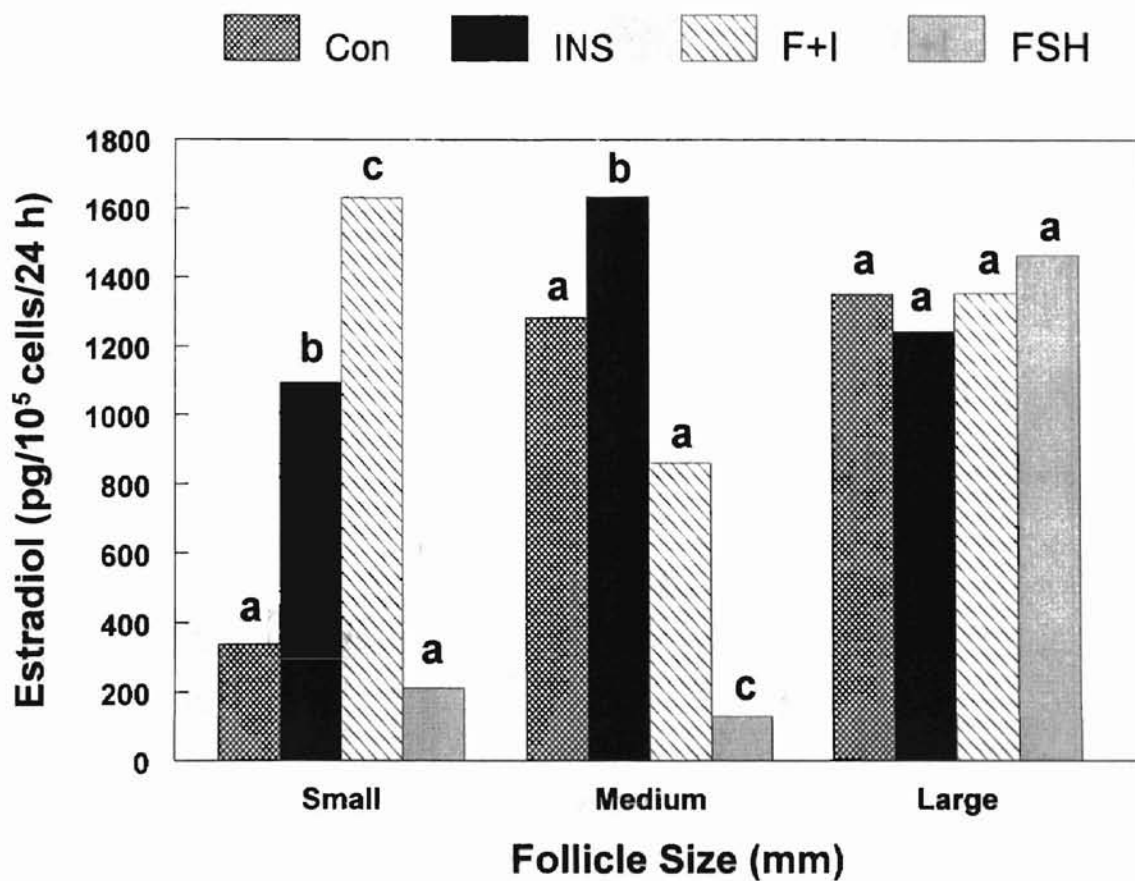 Con INS F+I FSH
Estradiol (pg/10⁵ cells/24 h)
1800
1600
1400
1200
1000
800
600
400
200
0
a b c a
a b a c
a a a a
Small Medium Large
Follicle Size (mm)